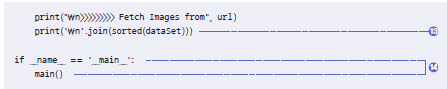 print("₩n>>>>>>>>> Fetch Images from", url)
print('₩n'.join(sorted(dataSet))) ⑬
if __name__ == '__main__': ⑭
main()